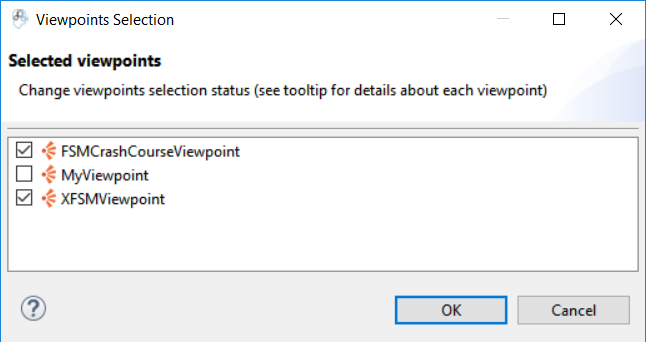 Viewpoints Selection
Selected viewpoints
Change viewpoints selection status (see tooltip for details about each viewpoint)
FSMCrashCourseViewpoint
MyViewpoint
XFSMViewpoint
?
OK
Cancel